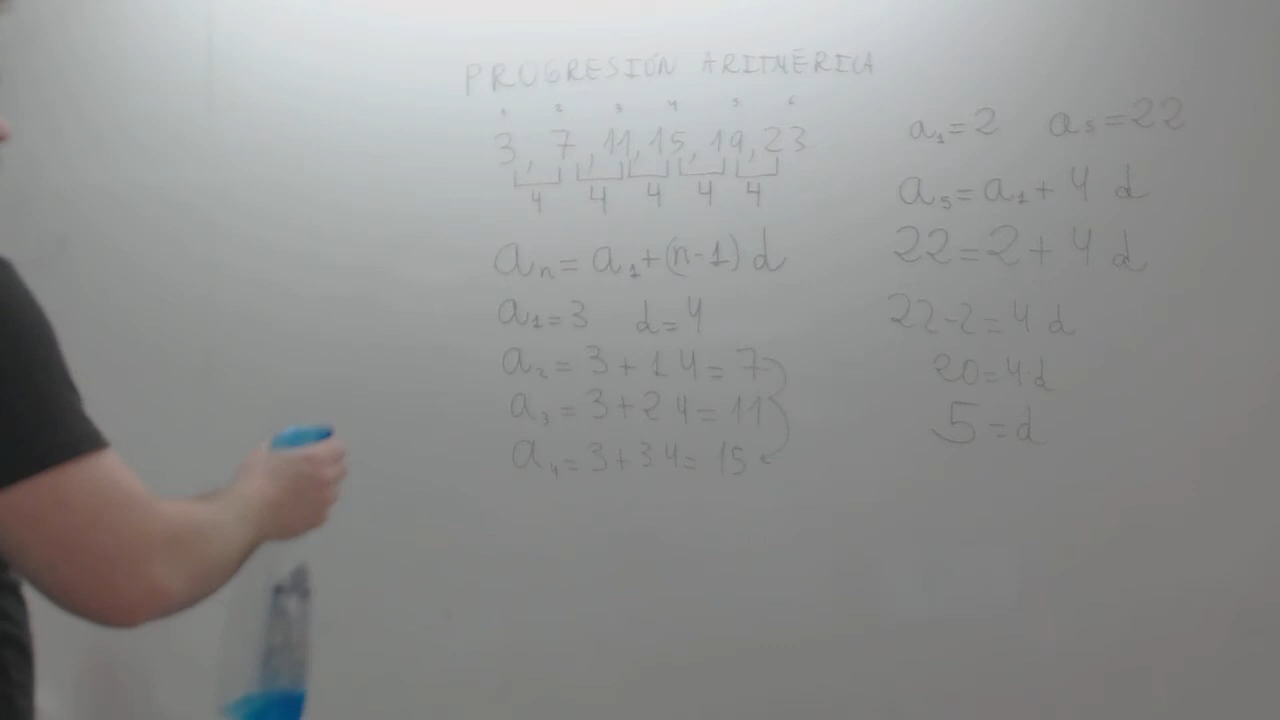 PROGRESIÓN ARITMÉRICA
1 2 3 4 5 6
3, 7, 11, 15, 19, 23
4 4 4 4 4
aₙ = a₁ + (n-1) d
a₁ = 3 d = 4
a₂ = 3 + 1 4 = 7
a₃ = 3 + 2 4 = 11
a₄ = 3 + 3 4 = 15
a₁ = 2 a₅ = 22
a₅ = a₁ + 4 d
22 = 2 + 4 d
22 - 2 = 4 d
20 = 4·d
5 = d